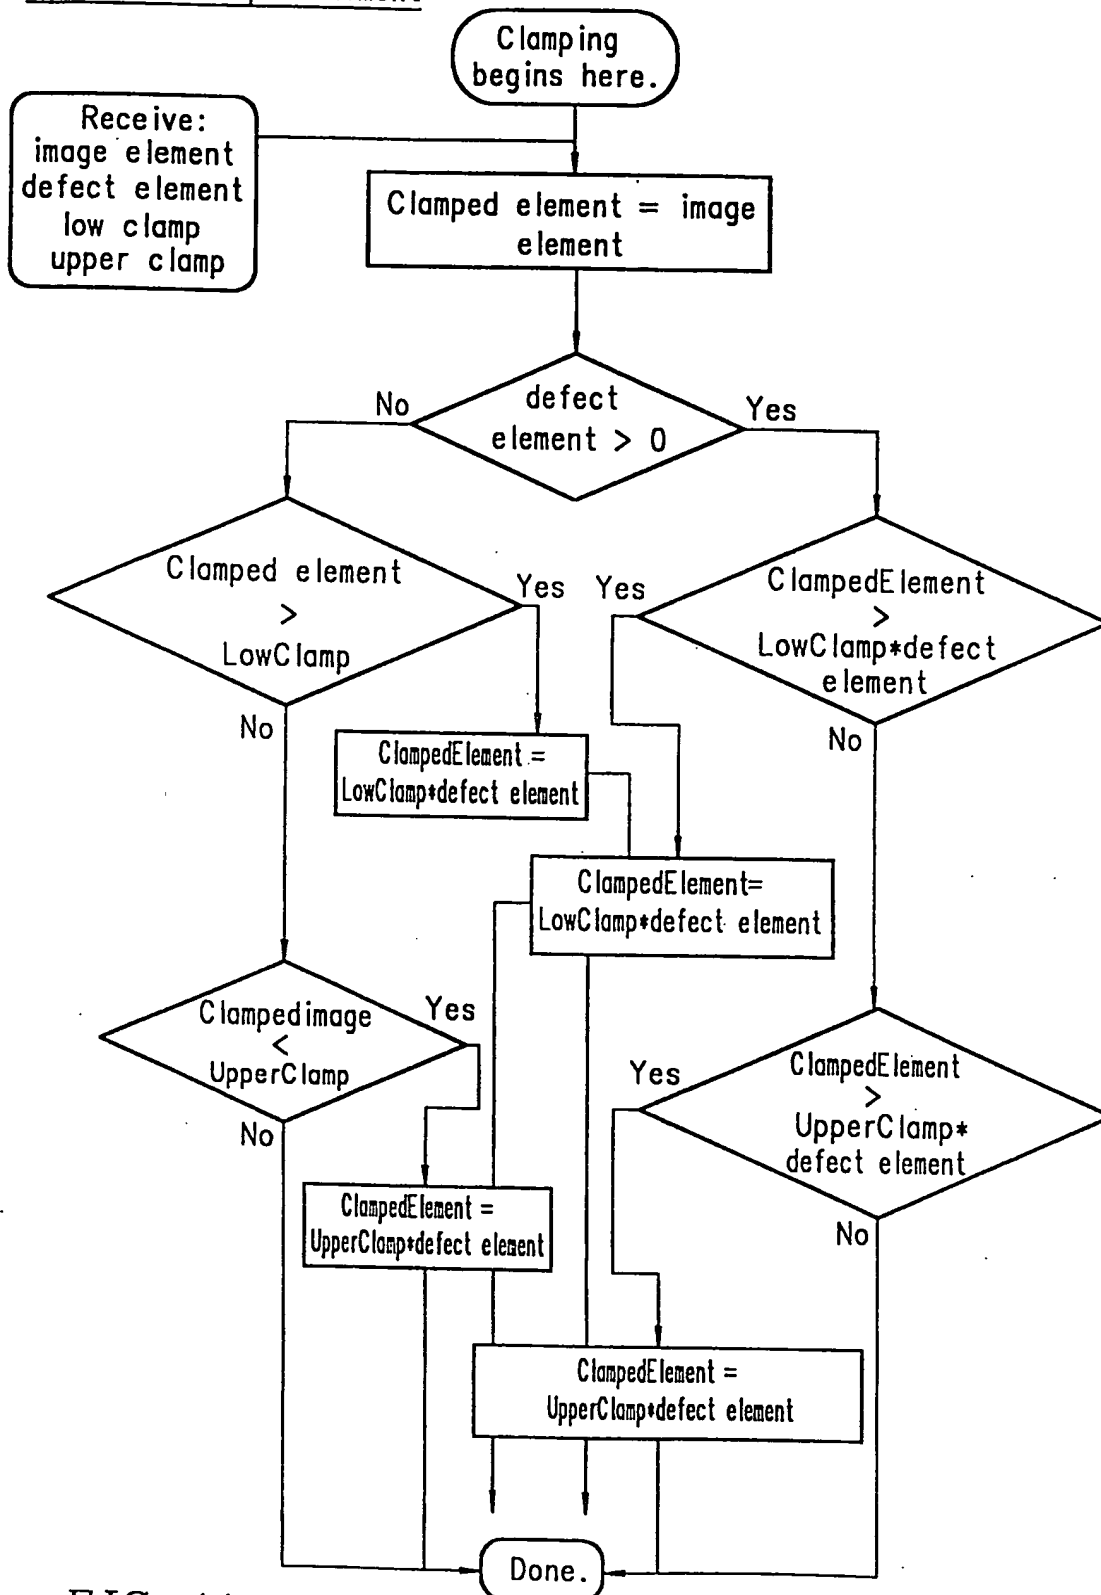 Clamping
begins here.
Receive:
image element
defect element
low clamp
upper clamp
Clamped element = image
element
defect
element > 0
No
Yes
Clamped element
>
LowClamp
Yes
Yes
ClampedElement
>
LowClamp*defect
element
No
No
ClampedElement =
LowClamp*defect element
ClampedElement=
LowClamp*defect element
Clampedimage
<
UpperClamp
Yes
No
Yes
ClampedElement
>
UpperClamp*
defect element
No
ClampedElement =
UpperClamp*defect element
ClampedElement =
UpperClamp*defect element
Done.